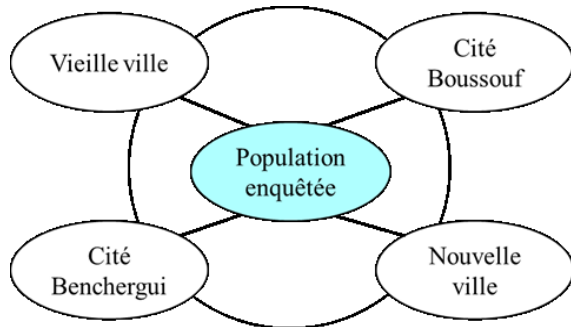 Vieille ville
Cité
Boussouf
Population
enquêtée
Cité
Benchergui
Nouvelle
ville